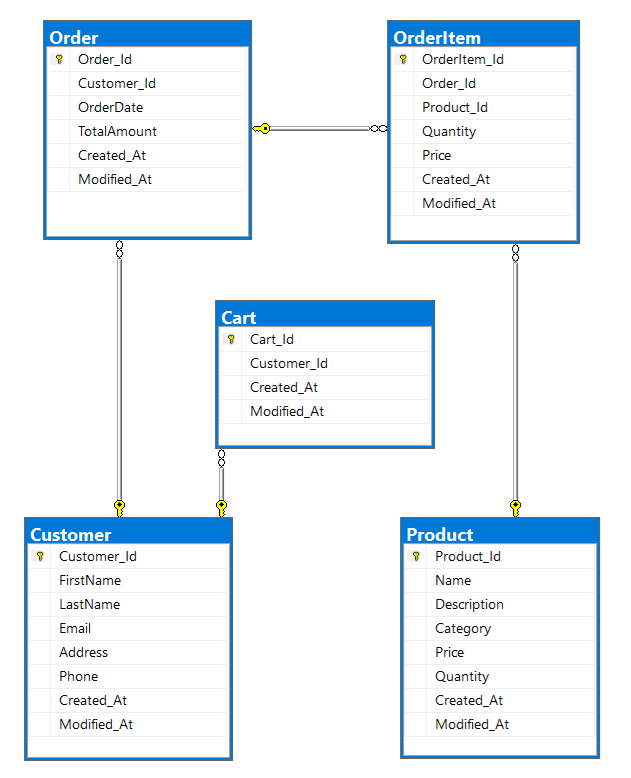 Order
Order_Id
Customer_Id
OrderDate
TotalAmount
Created_At
Modified_At
OrderItem
OrderItem_Id
Order_Id
Product_Id
Quantity
Price
Created_At
Modified_At
Cart
Cart_Id
Customer_Id
Created_At
Modified_At
Customer
Customer_Id
FirstName
LastName
Email
Address
Phone
Created_At
Modified_At
Product
Product_Id
Name
Description
Category
Price
Quantity
Created_At
Modified_At